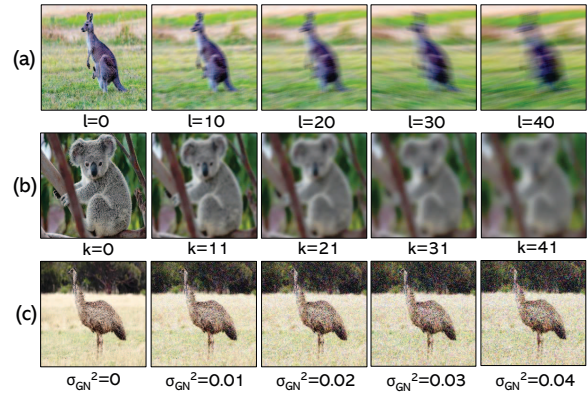 (a)
l=0 l=10 l=20 l=30 l=40
(b)
k=0 k=11 k=21 k=31 k=41
(c)
σGN²=0 σGN²=0.01 σGN²=0.02 σGN²=0.03 σGN²=0.04